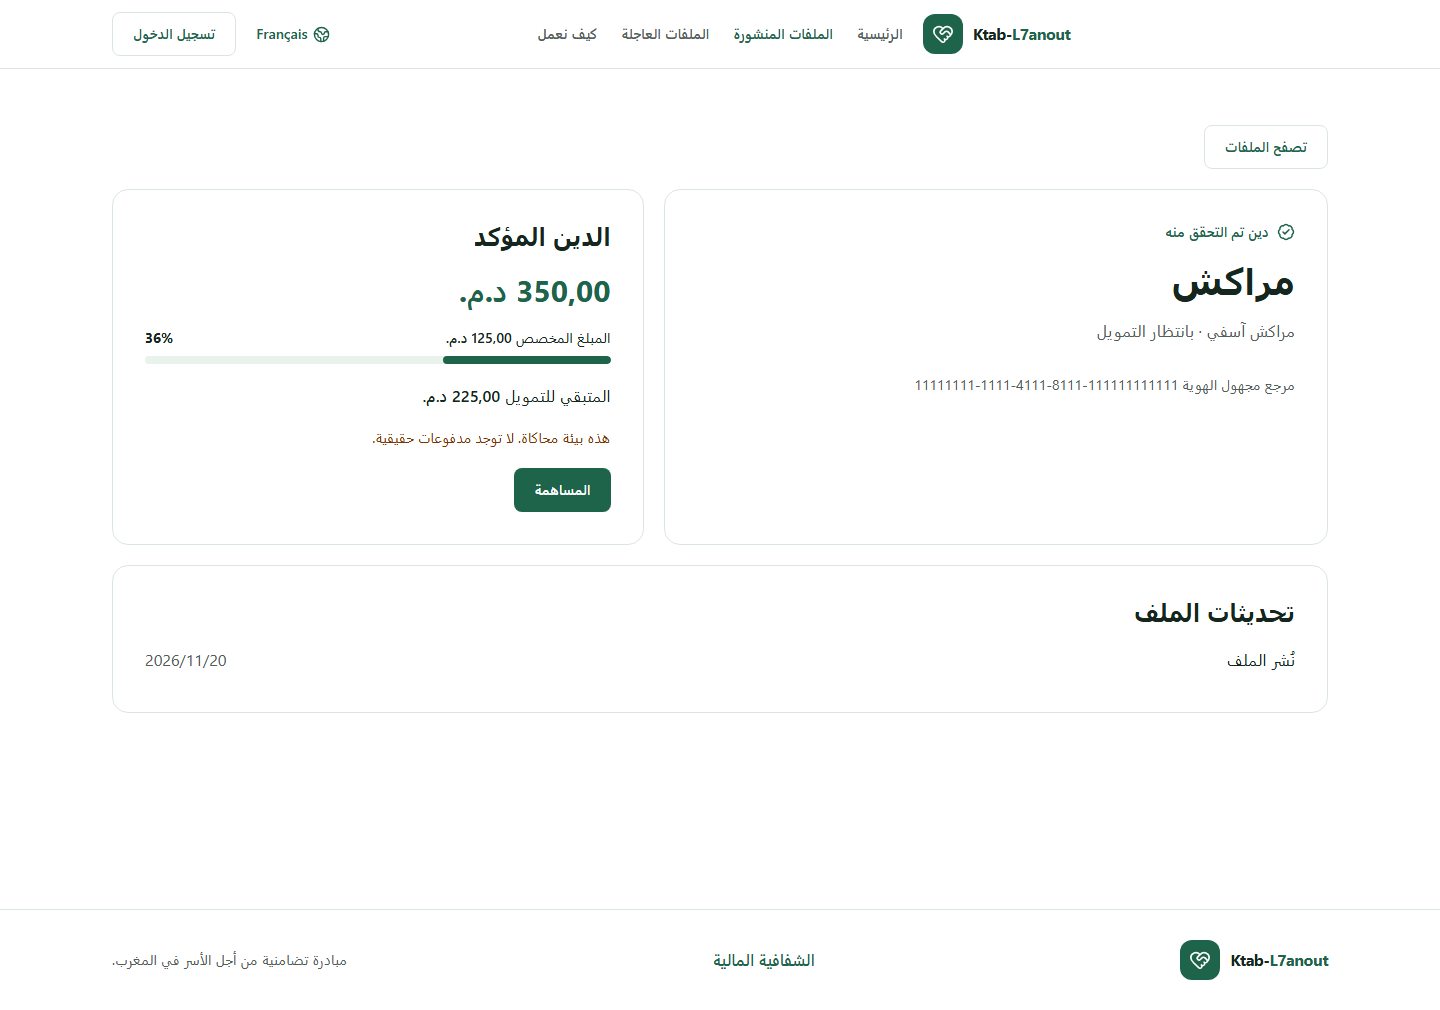 Ktab-L7anout
الرئيسية
الملفات المنشورة
الملفات العاجلة
كيف نعمل
Français
تسجيل الدخول
تصفح الملفات
دين تم التحقق منه
مراكش
مراكش آسفي · بانتظار التمويل
مرجع مجهول الهوية 11111111-1111-4111-8111-111111111111
الدين المؤكد
350,00 د.م.
المبلغ المخصص 125,00 د.م.
36%
المتبقي للتمويل 225,00 د.م.
هذه بيئة محاكاة. لا توجد مدفوعات حقيقية.
المساهمة
تحديثات الملف
نُشر الملف
2026/11/20
Ktab-L7anout
الشفافية المالية
مبادرة تضامنية من أجل الأسر في المغرب.